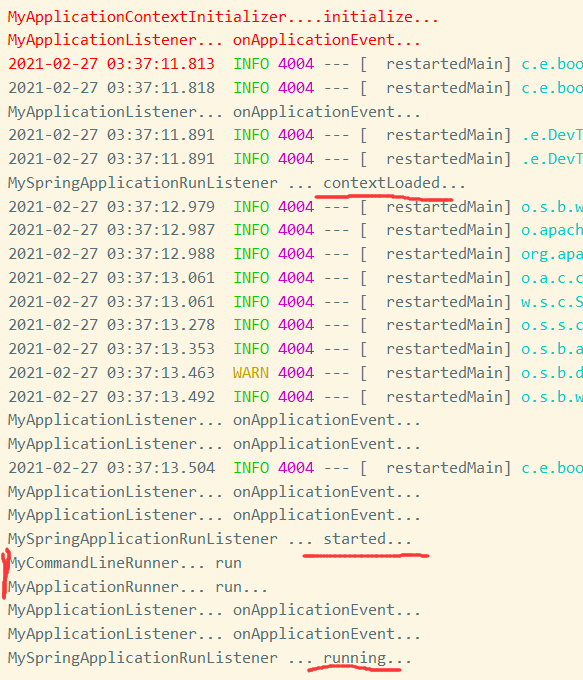 MyApplicationContextInitializer....initialize...
MyApplicationListener... onApplicationEvent...
2021-02-27 03:37:11.813  INFO 4004 --- [  restartedMain] c.e.boo
2021-02-27 03:37:11.818  INFO 4004 --- [  restartedMain] c.e.boo
MyApplicationListener... onApplicationEvent...
2021-02-27 03:37:11.891  INFO 4004 --- [  restartedMain] .e.DevT
2021-02-27 03:37:11.891  INFO 4004 --- [  restartedMain] .e.DevT
MySpringApplicationRunListener ... contextLoaded...
2021-02-27 03:37:12.979  INFO 4004 --- [  restartedMain] o.s.b.w
2021-02-27 03:37:12.987  INFO 4004 --- [  restartedMain] o.apach
2021-02-27 03:37:12.988  INFO 4004 --- [  restartedMain] org.apa
2021-02-27 03:37:13.061  INFO 4004 --- [  restartedMain] o.a.c.c
2021-02-27 03:37:13.061  INFO 4004 --- [  restartedMain] w.s.c.S
2021-02-27 03:37:13.278  INFO 4004 --- [  restartedMain] o.s.s.c
2021-02-27 03:37:13.353  INFO 4004 --- [  restartedMain] o.s.b.a
2021-02-27 03:37:13.463  WARN 4004 --- [  restartedMain] o.s.b.d
2021-02-27 03:37:13.492  INFO 4004 --- [  restartedMain] o.s.b.w
MyApplicationListener... onApplicationEvent...
MyApplicationListener... onApplicationEvent...
2021-02-27 03:37:13.504  INFO 4004 --- [  restartedMain] c.e.boo
MyApplicationListener... onApplicationEvent...
MyApplicationListener... onApplicationEvent...
MySpringApplicationRunListener ... started...
MyCommandLineRunner... run
MyApplicationRunner... run...
MyApplicationListener... onApplicationEvent...
MyApplicationListener... onApplicationEvent...
MySpringApplicationRunListener ... running...